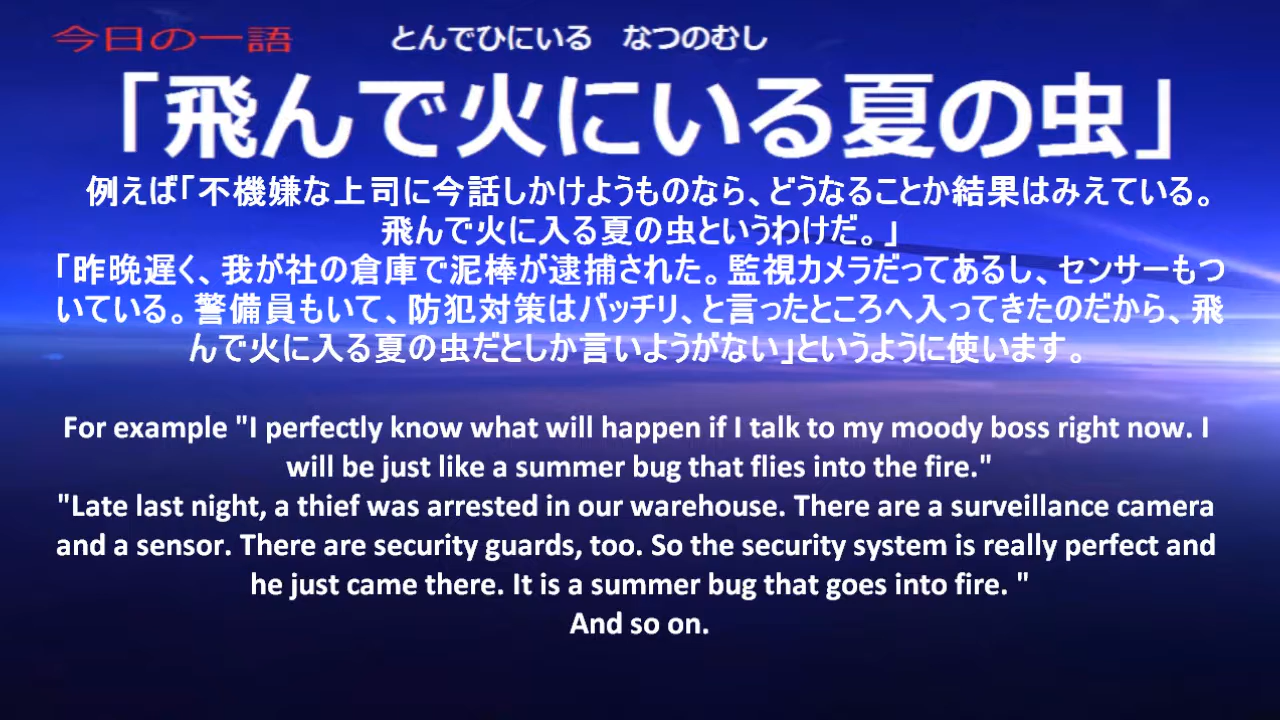 今日の一語
とんでひにいる　なつのむし
「飛んで火にいる夏の虫」
例えば「不機嫌な上司に今話しかけようものなら、どうなることか結果はみえている。
飛んで火に入る夏の虫というわけだ。」
「昨晩遅く、我が社の倉庫で泥棒が逮捕された。監視カメラだってあるし、センサーもつ
いている。警備員もいて、防犯対策はバッチリ、と言ったところへ入ってきたのだから、飛
んで火に入る夏の虫だとしか言いようがない」というように使います。
For example "I perfectly know what will happen if I talk to my moody boss right now. I
will be just like a summer bug that flies into the fire."
"Late last night, a thief was arrested in our warehouse. There are a surveillance camera
and a sensor. There are security guards, too. So the security system is really perfect and
he just came there. It is a summer bug that goes into fire. "
And so on.